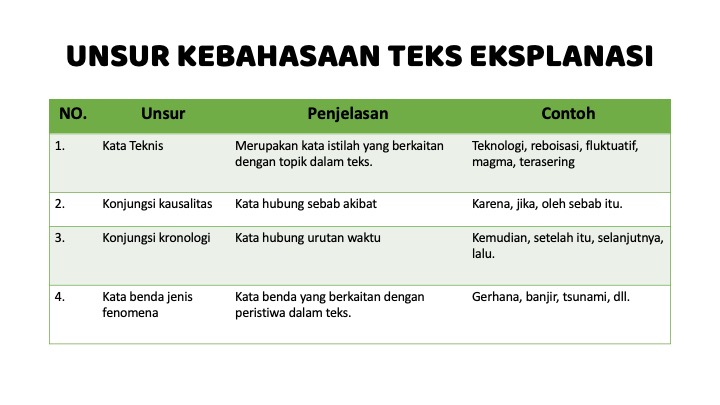 UNSUR KEBAHASAAN TEKS EKSPLANASI
NO. Unsur Penjelasan Contoh
1. Kata Teknis Merupakan kata istilah yang berkaitan dengan topik dalam teks. Teknologi, reboisasi, fluktuatif, magma, terasering
2. Konjungsi kausalitas Kata hubung sebab akibat Karena, jika, oleh sebab itu.
3. Konjungsi kronologi Kata hubung urutan waktu Kemudian, setelah itu, selanjutnya, lalu.
4. Kata benda jenis fenomena Kata benda yang berkaitan dengan peristiwa dalam teks. Gerhana, banjir, tsunami, dll.